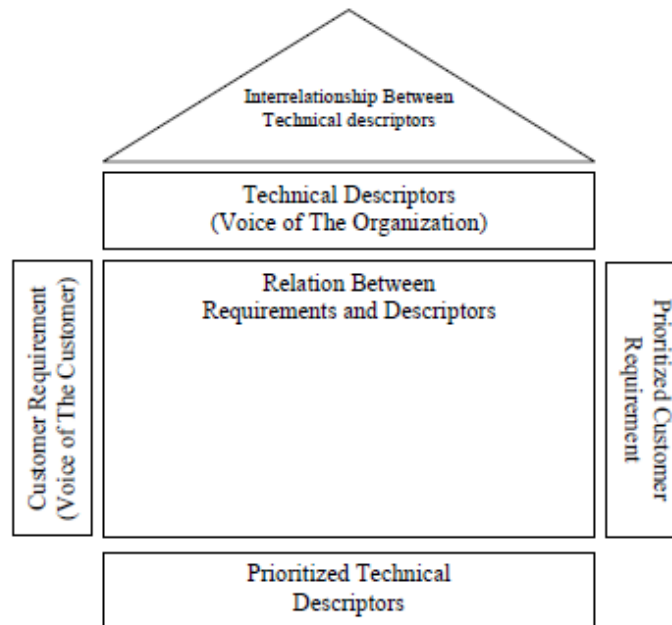 Interrelationship Between
Technical descriptors
Technical Descriptors
(Voice of The Organization)
Customer Requirement
(Voice of The Customer)
Relation Between
Requirements and Descriptors
Prioritized Customer
Requirement
Prioritized Technical
Descriptors